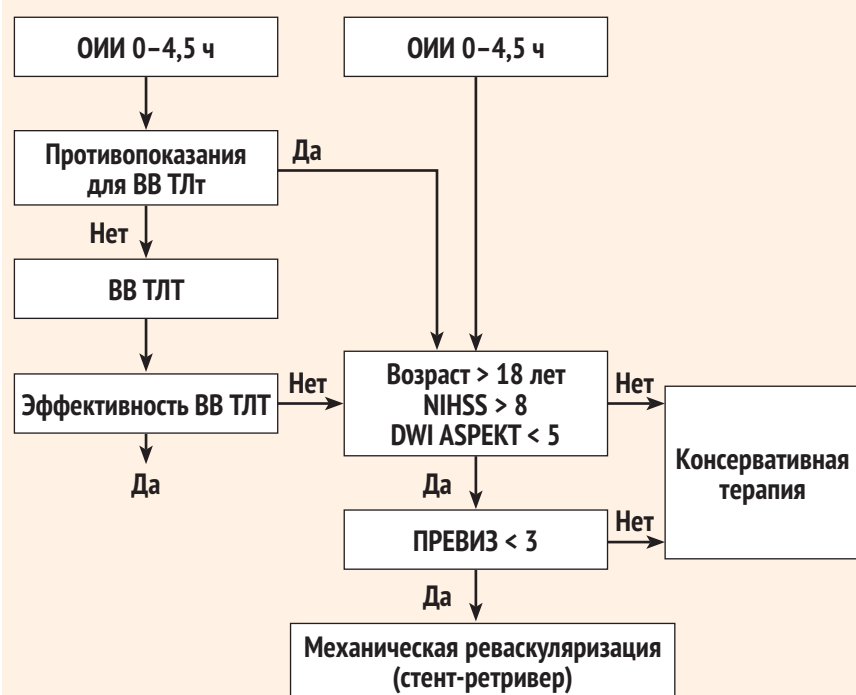 ОИИ 0–4,5 ч
ОИИ 0–4,5 ч
Противопоказания
для ВВ ТЛт
Да
Нет
ВВ ТЛТ
Эффективность ВВ ТЛТ
Нет
Да
Возраст > 18 лет
NIHSS > 8
DWI ASPEKT < 5
Нет
Да
Консервативная
терапия
ПРЕВИЗ < 3
Нет
Да
Механическая реваскуляризация
(стент-ретривер)